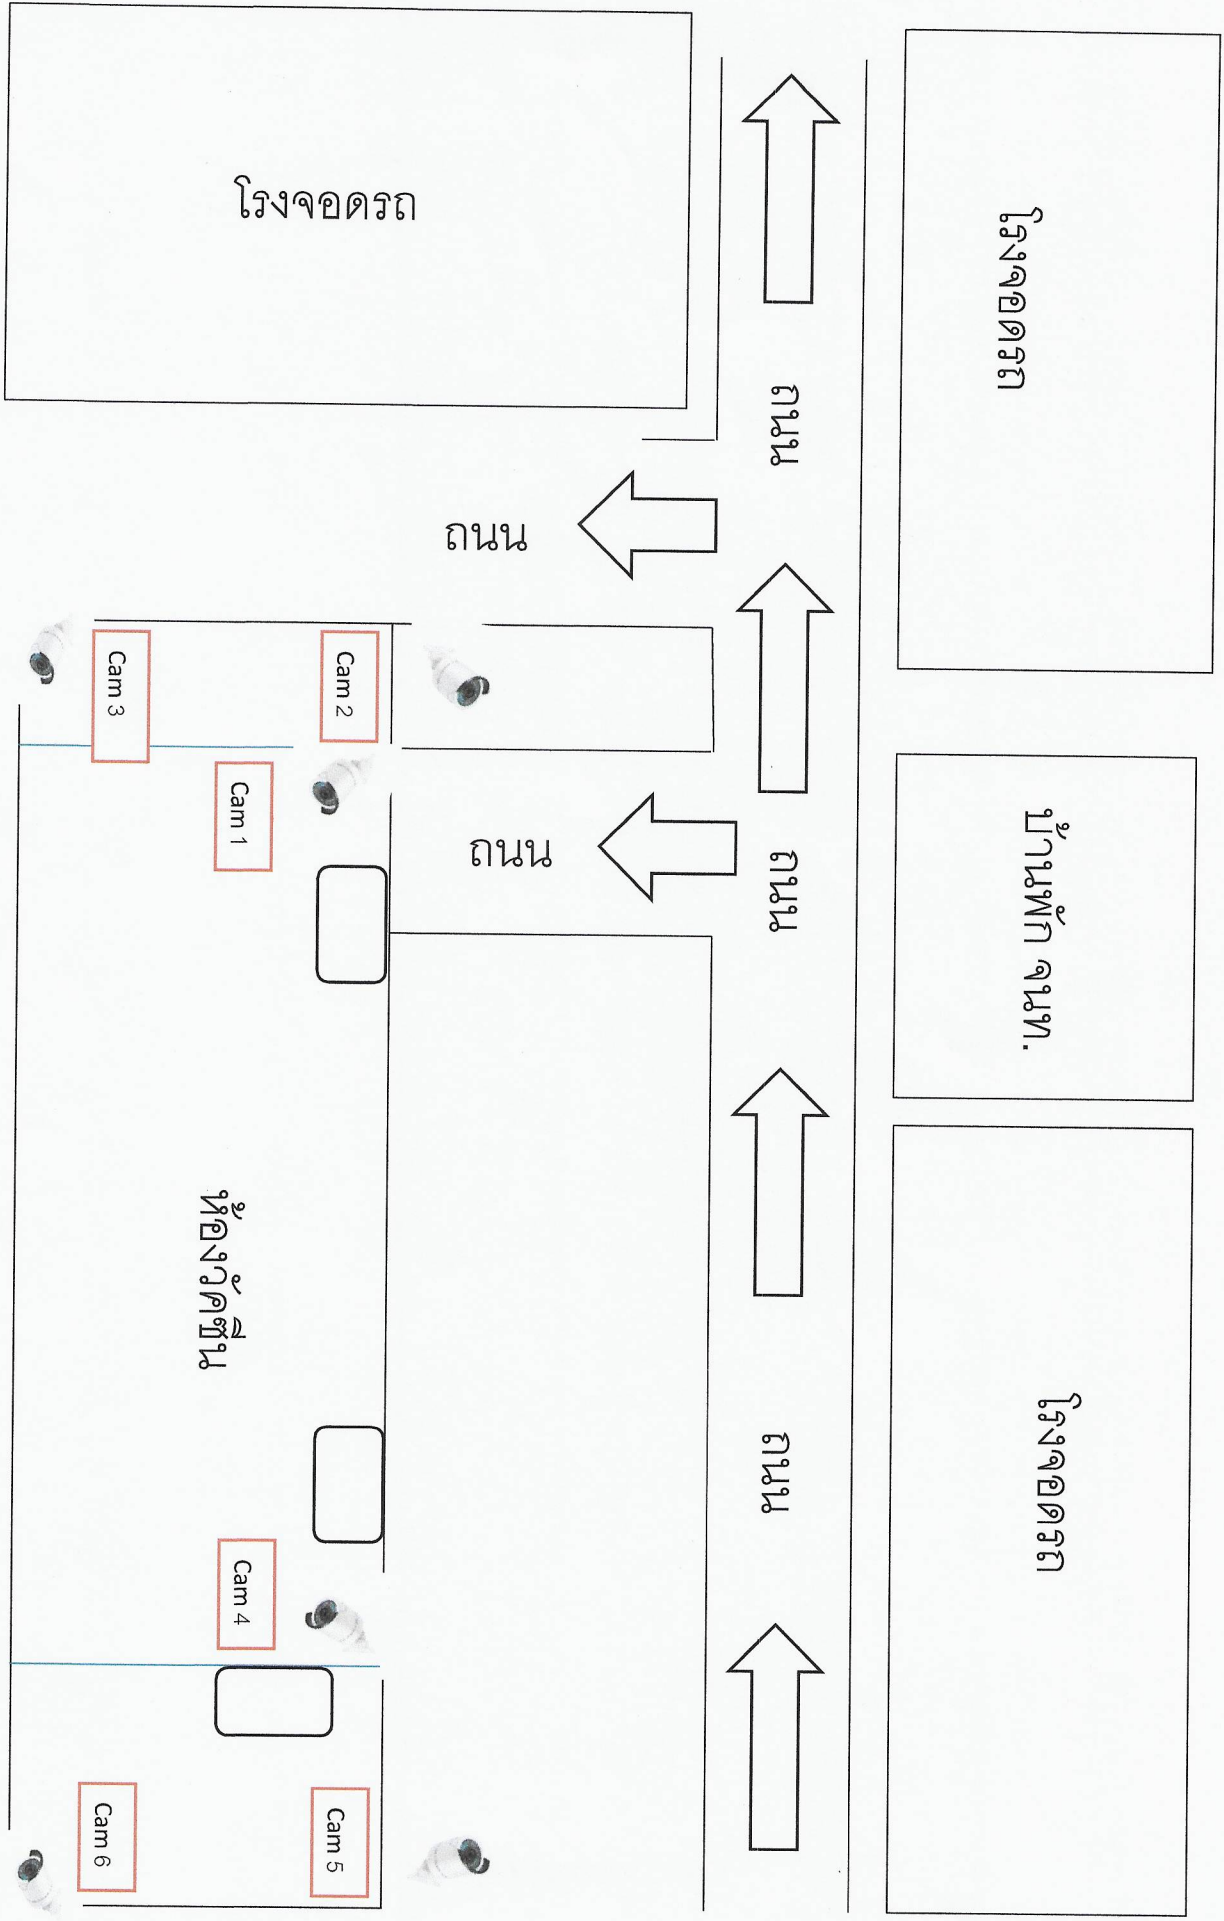 โรงจอดรถ
โรงจอดรถ
ถนน
ถนน
Cam 3
Cam 2
Cam 1
ถนน
ถนน
บ้านพัก จนท.
ห้องวัคซีน
ถนน
โรงจอดรถ
Cam 4
Cam 6
Cam 5